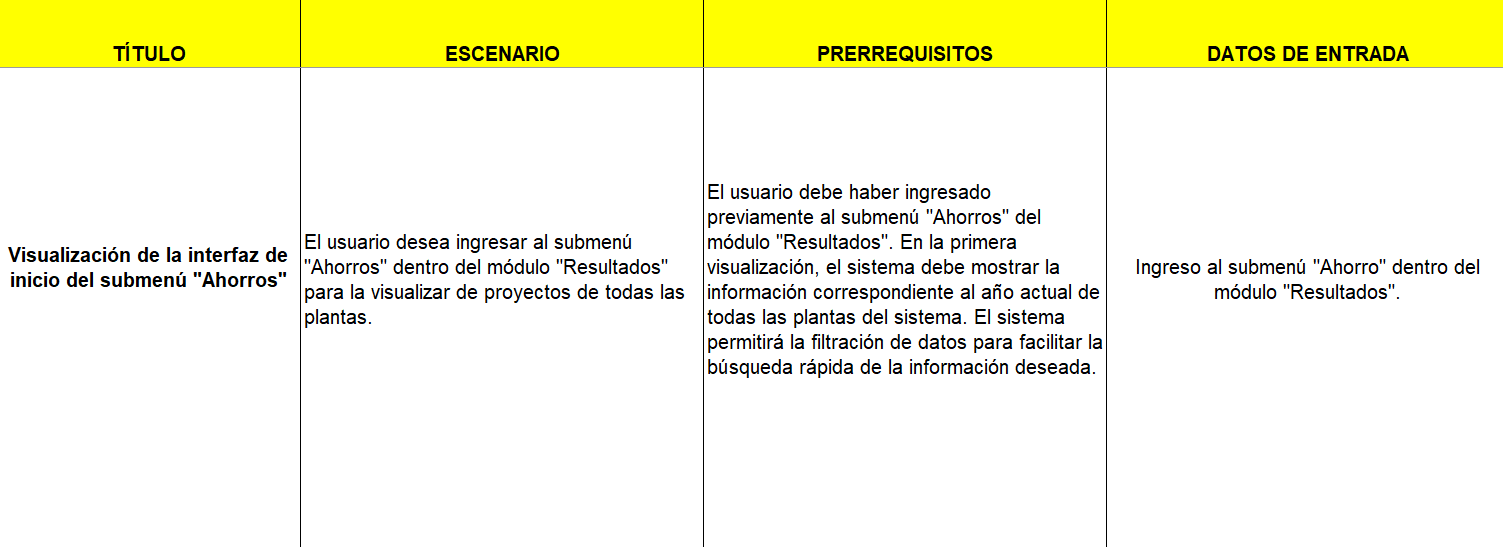 TÍTULO
ESCENARIO
PRERREQUISITOS
DATOS DE ENTRADA
Visualización de la interfaz de
inicio del submenú "Ahorros"
El usuario desea ingresar al submenú
"Ahorros" dentro del módulo "Resultados"
para la visualizar de proyectos de todas las
plantas.
El usuario debe haber ingresado
previamente al submenú "Ahorros" del
módulo "Resultados". En la primera
visualización, el sistema debe mostrar la
información correspondiente al año actual de
todas las plantas del sistema. El sistema
permitirá la filtración de datos para facilitar la
búsqueda rápida de la información deseada.
Ingreso al submenú "Ahorro" dentro del
módulo "Resultados".